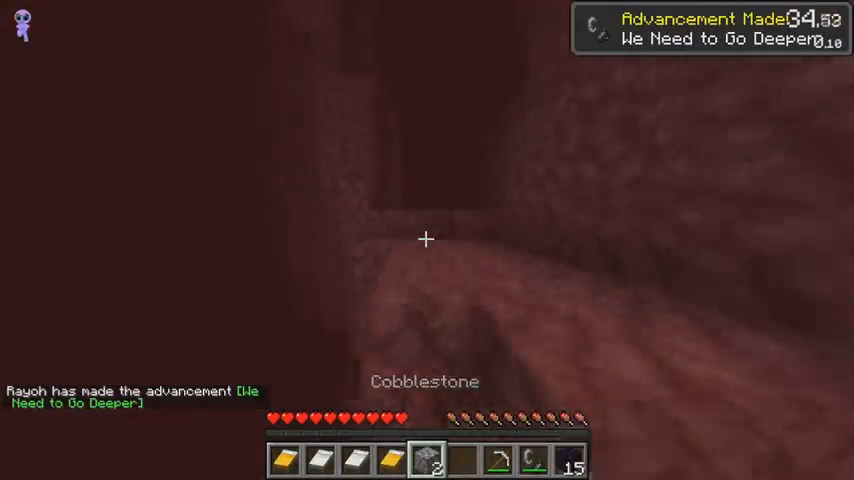 Advancement Made
34.53
We Need to Go Deeper
0.10
Cobblestone
Rayoh has made the advancement [We
Need to Go Deeper]
2
15